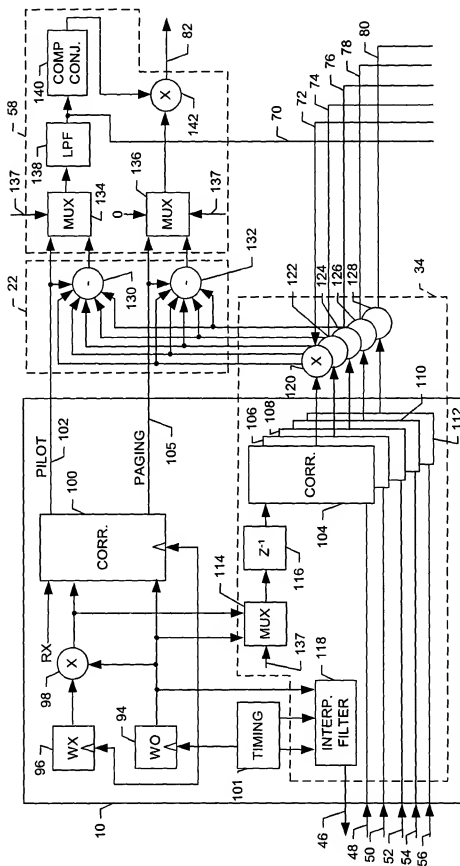 58
140
COMP
CONJ.
82
22
137
138
LPF
X
142
MUX
134
136
0
MUX
137
-
130
-
132
70
72
74
76
78
80
PILOT
102
PAGING
105
100
CORR.
RX
X
98
96
WX
94
WO
10
101
TIMING
114
MUX
137
Z-1
116
106
108
CORR.
104
110
112
X
120
122
124
126
128
34
118
INTERP.
FILTER
46
48
50
52
54
56